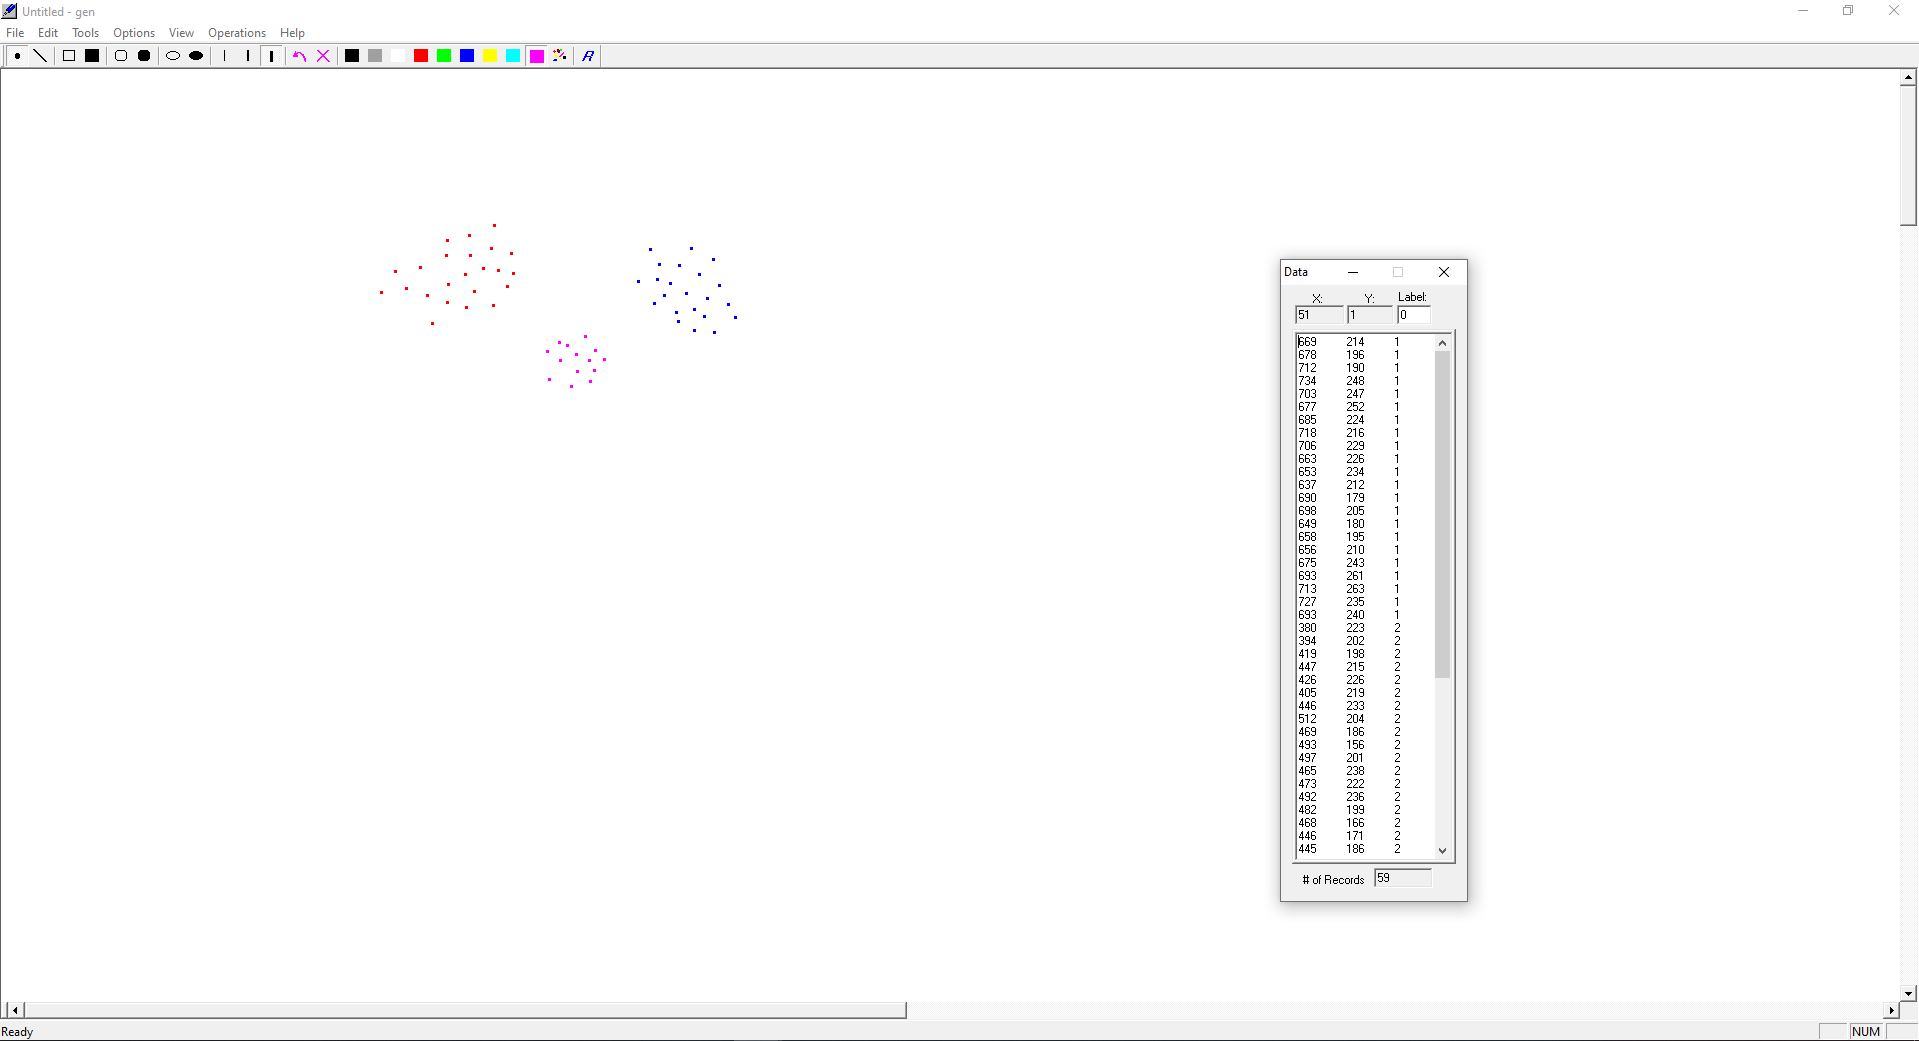 Untitled - gen
File Edit Tools Options View Operations Help
Data
X: Y: Label:
51 1 0
669 214 1
678 196 1
712 190 1
734 248 1
703 247 1
677 252 1
685 224 1
718 216 1
706 229 1
663 226 1
653 234 1
637 212 1
690 179 1
698 205 1
649 180 1
658 195 1
656 210 1
675 243 1
693 261 1
713 263 1
727 235 1
693 240 1
380 223 2
394 202 2
419 198 2
447 215 2
426 226 2
405 219 2
446 233 2
512 204 2
469 186 2
493 156 2
497 201 2
465 238 2
473 222 2
492 236 2
482 199 2
468 166 2
446 171 2
445 186 2
# of Records 59
Ready NUM